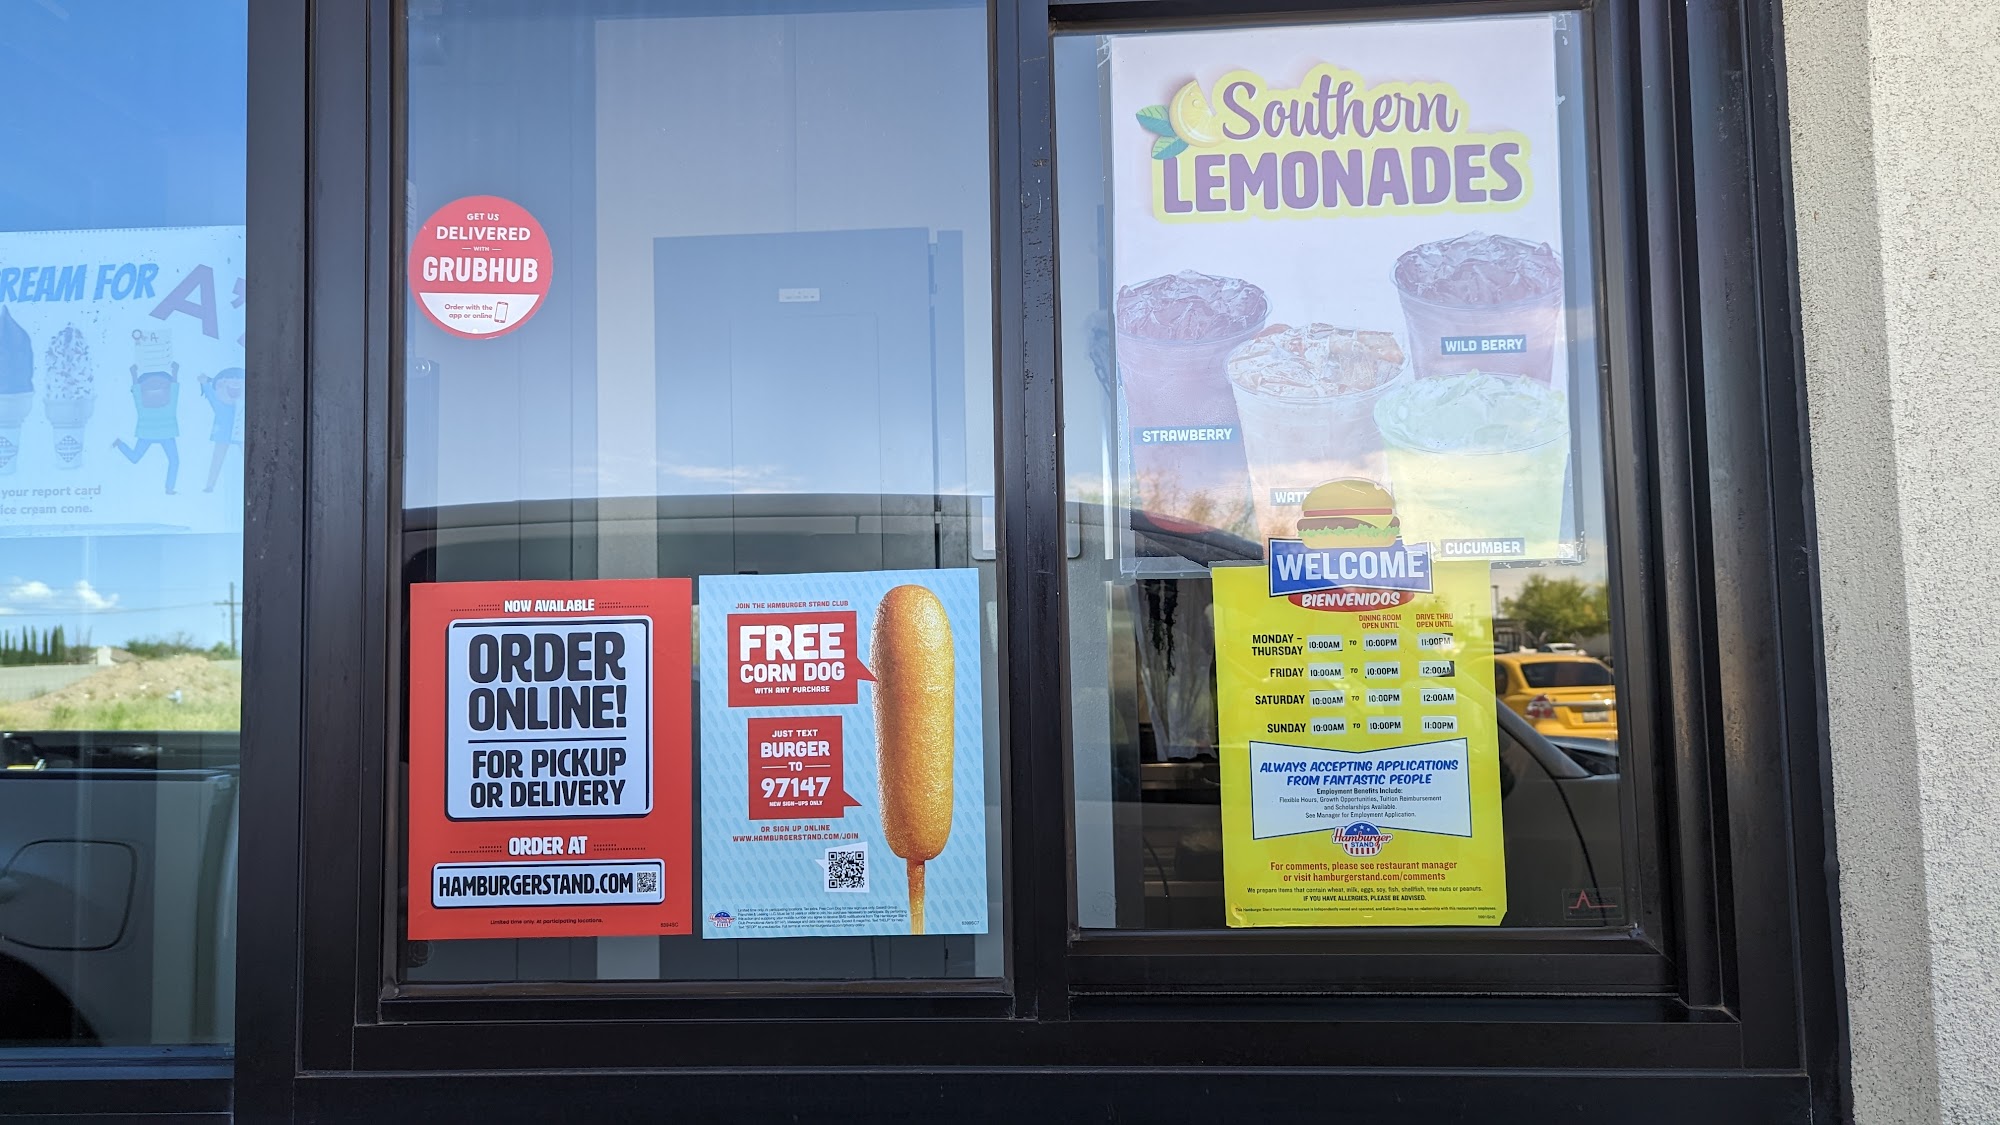 REAM FOR A's
your report card
ice cream cone.
GET US
DELIVERED
WITH
GRUBHUB
Order with the
app or online
NOW AVAILABLE
ORDER
ONLINE!
FOR PICKUP
OR DELIVERY
ORDER AT
HAMBURGERSTAND.COM
Limited time only. At participating locations.
JOIN THE HAMBURGER STAND CLUB
FREE
CORN DOG
WITH ANY PURCHASE
JUST TEXT
BURGER
TO
97147
NEW SIGN-UPS ONLY
OR SIGN UP ONLINE
WWW.HAMBURGERSTAND.COM/JOIN
Southern
LEMONADES
WILD BERRY
STRAWBERRY
WAT
CUCUMBER
WELCOME
BIENVENIDOS
DINING ROOM DRIVE THRU
OPEN UNTIL OPEN UNTIL
MONDAY – THURSDAY 10:00AM TO 10:00PM 11:00PM
FRIDAY 10:00AM TO 10:00PM 12:00AM
SATURDAY 10:00AM TO 10:00PM 12:00AM
SUNDAY 10:00AM TO 10:00PM 11:00PM
ALWAYS ACCEPTING APPLICATIONS
FROM FANTASTIC PEOPLE
Employment Benefits Include:
Flexible Hours, Growth Opportunities, Tuition Reimbursement
and Scholarships Available.
See Manager for Employment Application.
Hamburger
STAND
For comments, please see restaurant manager
or visit hamburgerstand.com/comments
We prepare items that contain wheat, milk, eggs, soy, fish, shellfish, tree nuts or peanuts.
IF YOU HAVE ALLERGIES, PLEASE BE ADVISED.